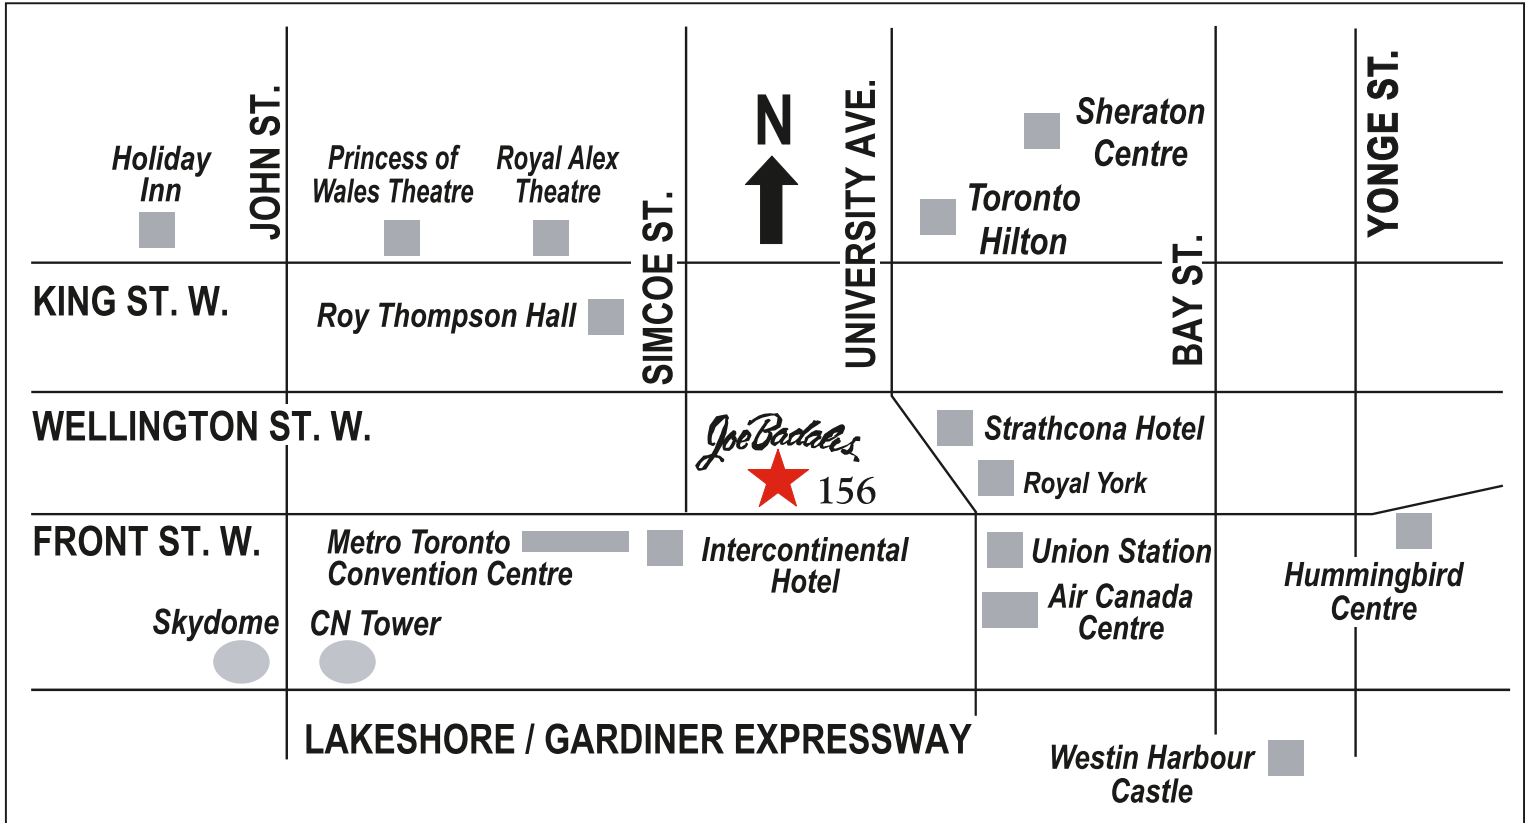 JOHN ST.
SIMCOE ST.
N
UNIVERSITY AVE.
BAY ST.
YONGE ST.
Holiday
Inn
Princess of
Wales Theatre
Royal Alex
Theatre
Sheraton
Centre
Toronto
Hilton
KING ST. W.
Roy Thompson Hall
WELLINGTON ST. W.
Joe Badalis
156
Strathcona Hotel
Royal York
FRONT ST. W.
Metro Toronto
Convention Centre
Intercontinental
Hotel
Union Station
Air Canada
Centre
Hummingbird
Centre
Skydome
CN Tower
LAKESHORE / GARDINER EXPRESSWAY
Westin Harbour
Castle